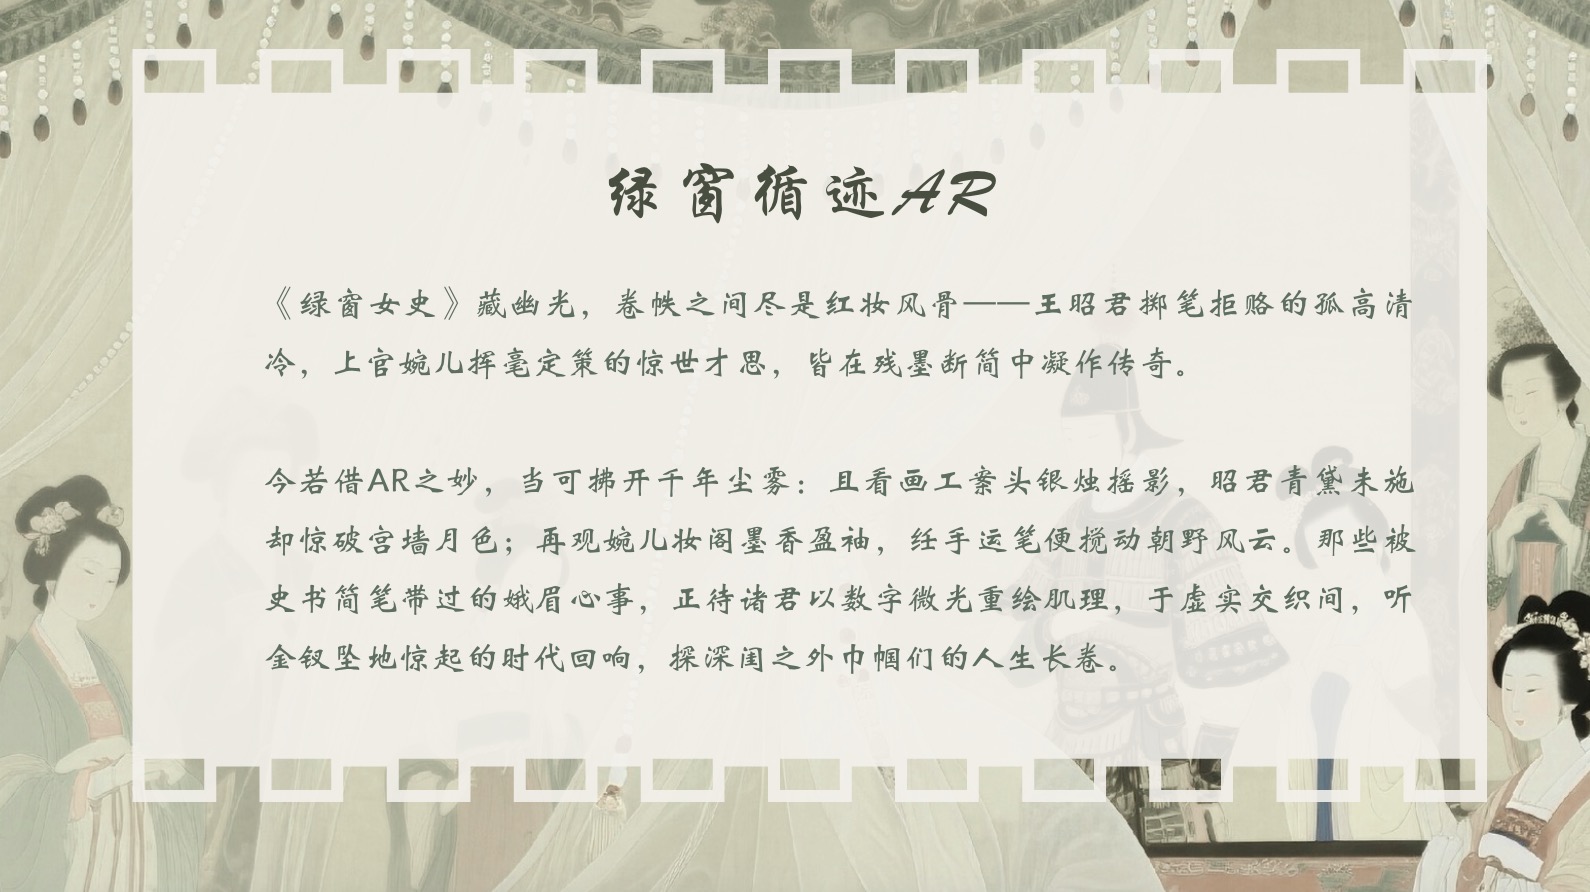 绿窗循迹AR
《绿窗女史》藏幽光，卷帙之间尽是红妆风骨——王昭君掷笔拒赂的孤高清
冷，上官婉儿挥毫定策的惊世才思，皆在残墨断简中凝作传奇。
今若借AR之妙，当可拂开千年尘雾：且看画工案头银烛摇影，昭君青黛未施
却惊破宫墙月色；再观婉儿妆阁墨香盈袖，纤手运笔便搅动朝野风云。那些被
史书简笔带过的娥眉心事，正待诸君以数字微光重绘肌理，于虚实交织间，听
金钗坠地惊起的时代回响，探深闺之外巾帼们的人生长卷。